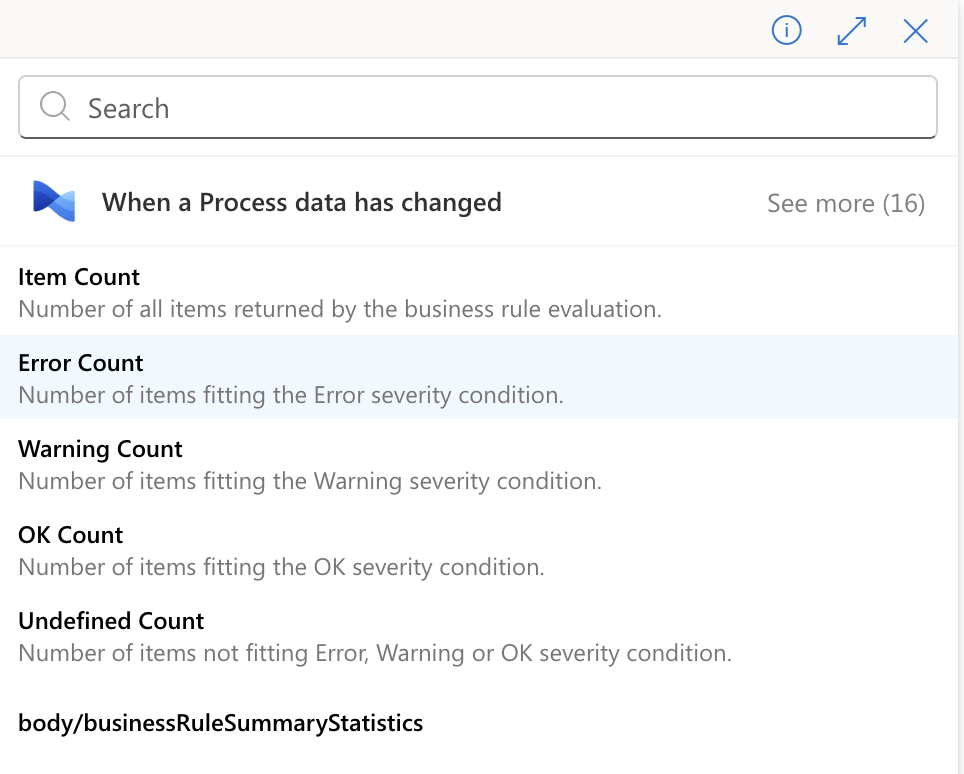 Search
When a Process data has changed
See more (16)
Item Count
Number of all items returned by the business rule evaluation.
Error Count
Number of items fitting the Error severity condition.
Warning Count
Number of items fitting the Warning severity condition.
OK Count
Number of items fitting the OK severity condition.
Undefined Count
Number of items not fitting Error, Warning or OK severity condition.
body/businessRuleSummaryStatistics